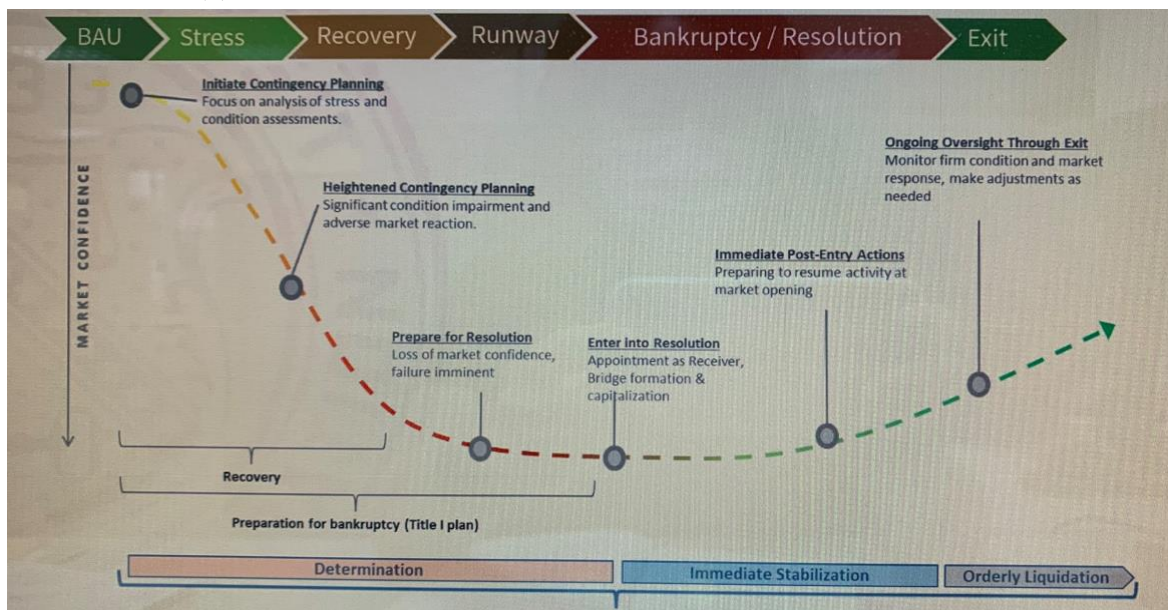 BAU
Stress
Recovery
Runway
Bankruptcy / Resolution
Exit
MARKET CONFIDENCE
Initiate Contingency Planning
Focus on analysis of stress and
condition assessments.
Heightened Contingency Planning
Significant condition impairment and
adverse market reaction.
Prepare for Resolution
Loss of market confidence,
failure imminent
Enter into Resolution
Appointment as Receiver,
Bridge formation &
capitalization
Immediate Post-Entry Actions
Preparing to resume activity at
market opening
Ongoing Oversight Through Exit
Monitor firm condition and market
response, make adjustments as
needed
Recovery
Preparation for bankruptcy (Title I plan)
Determination
Immediate Stabilization
Orderly Liquidation